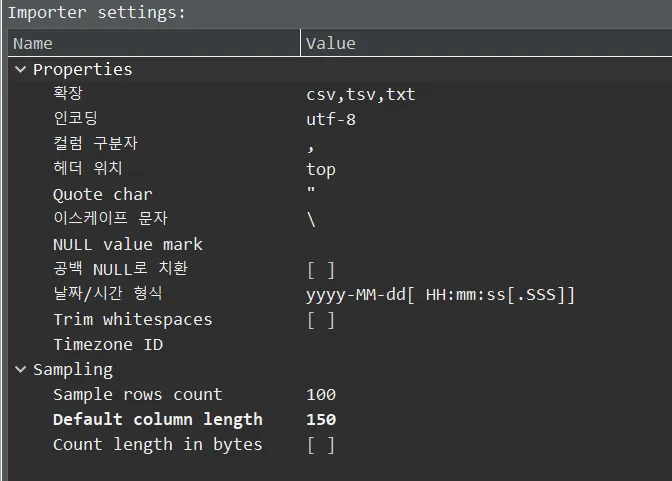 Importer settings:
Name Value
Properties
확장 csv,tsv,txt
인코딩 utf-8
컬럼 구분자 ,
헤더 위치 top
Quote char "
이스케이프 문자 \
NULL value mark
공백 NULL로 치환 [ ]
날짜/시간 형식 yyyy-MM-dd[ HH:mm:ss[.SSS]]
Trim whitespaces [ ]
Timezone ID
Sampling
Sample rows count 100
Default column length 150
Count length in bytes [ ]